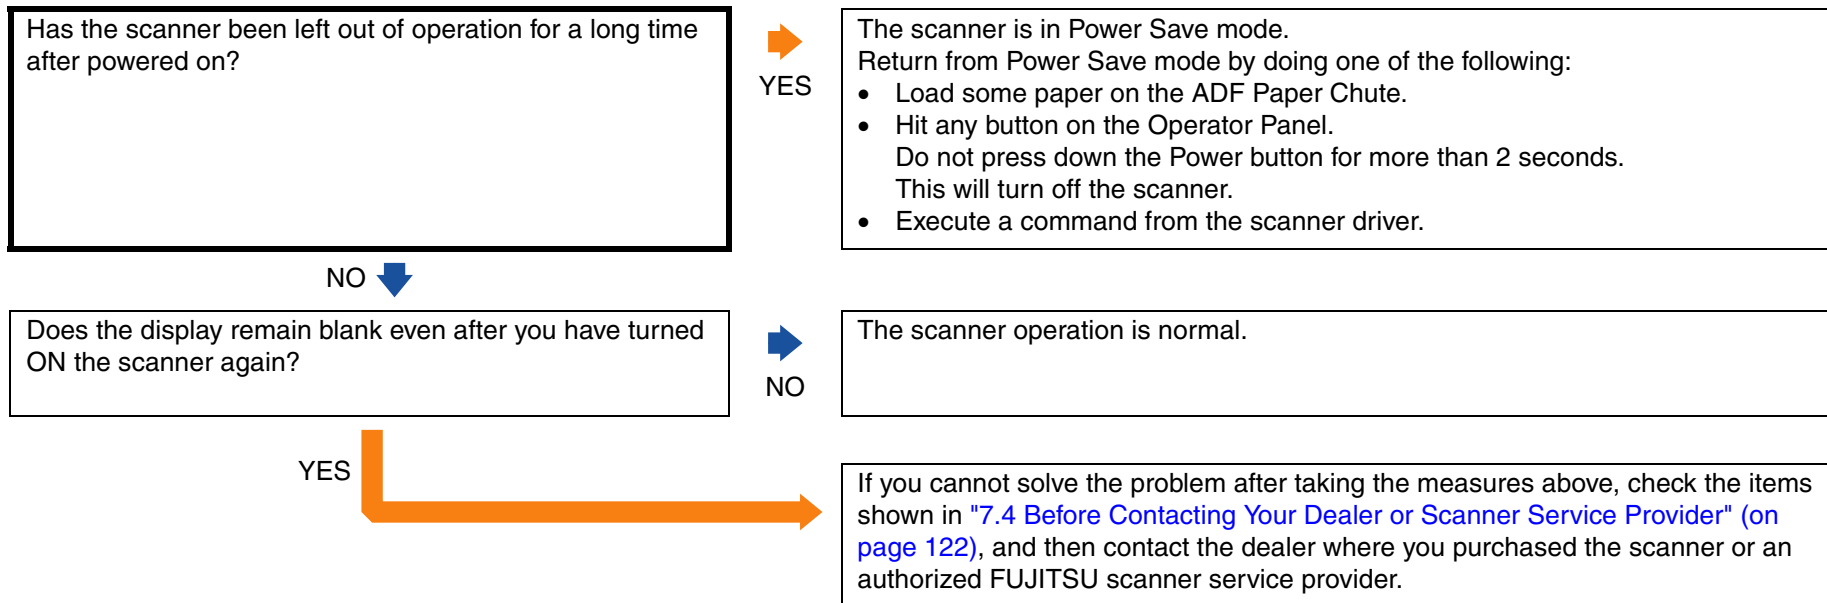 Has the scanner been left out of operation for a long time
after powered on?
YES
The scanner is in Power Save mode.
Return from Power Save mode by doing one of the following:
• Load some paper on the ADF Paper Chute.
• Hit any button on the Operator Panel.
Do not press down the Power button for more than 2 seconds.
This will turn off the scanner.
• Execute a command from the scanner driver.
NO
Does the display remain blank even after you have turned
ON the scanner again?
NO
The scanner operation is normal.
YES
If you cannot solve the problem after taking the measures above, check the items
shown in "7.4 Before Contacting Your Dealer or Scanner Service Provider" (on
page 122), and then contact the dealer where you purchased the scanner or an
authorized FUJITSU scanner service provider.